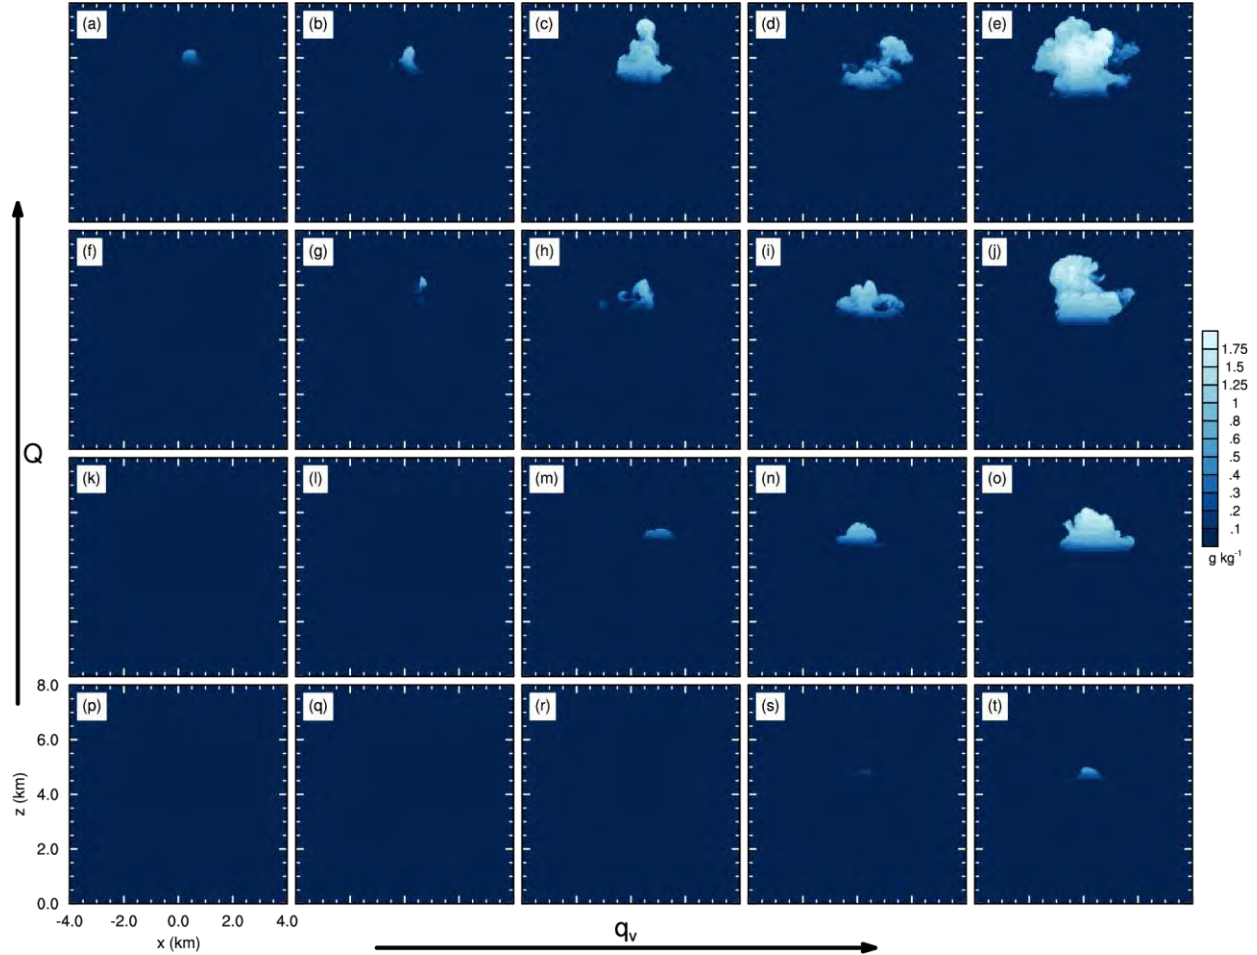 (a) (b) (c) (d) (e)
(f) (g) (h) (i) (j)
1.75
1.5
1.25
1
.8
.6
.5
.4
.3
.2
.1
g kg⁻¹
Q
(k) (l) (m) (n) (o)
8.0
(p) (q) (r) (s) (t)
6.0
z (km)
4.0
2.0
0.0
-4.0 -2.0 0.0 2.0 4.0
x (km)
qᵥ